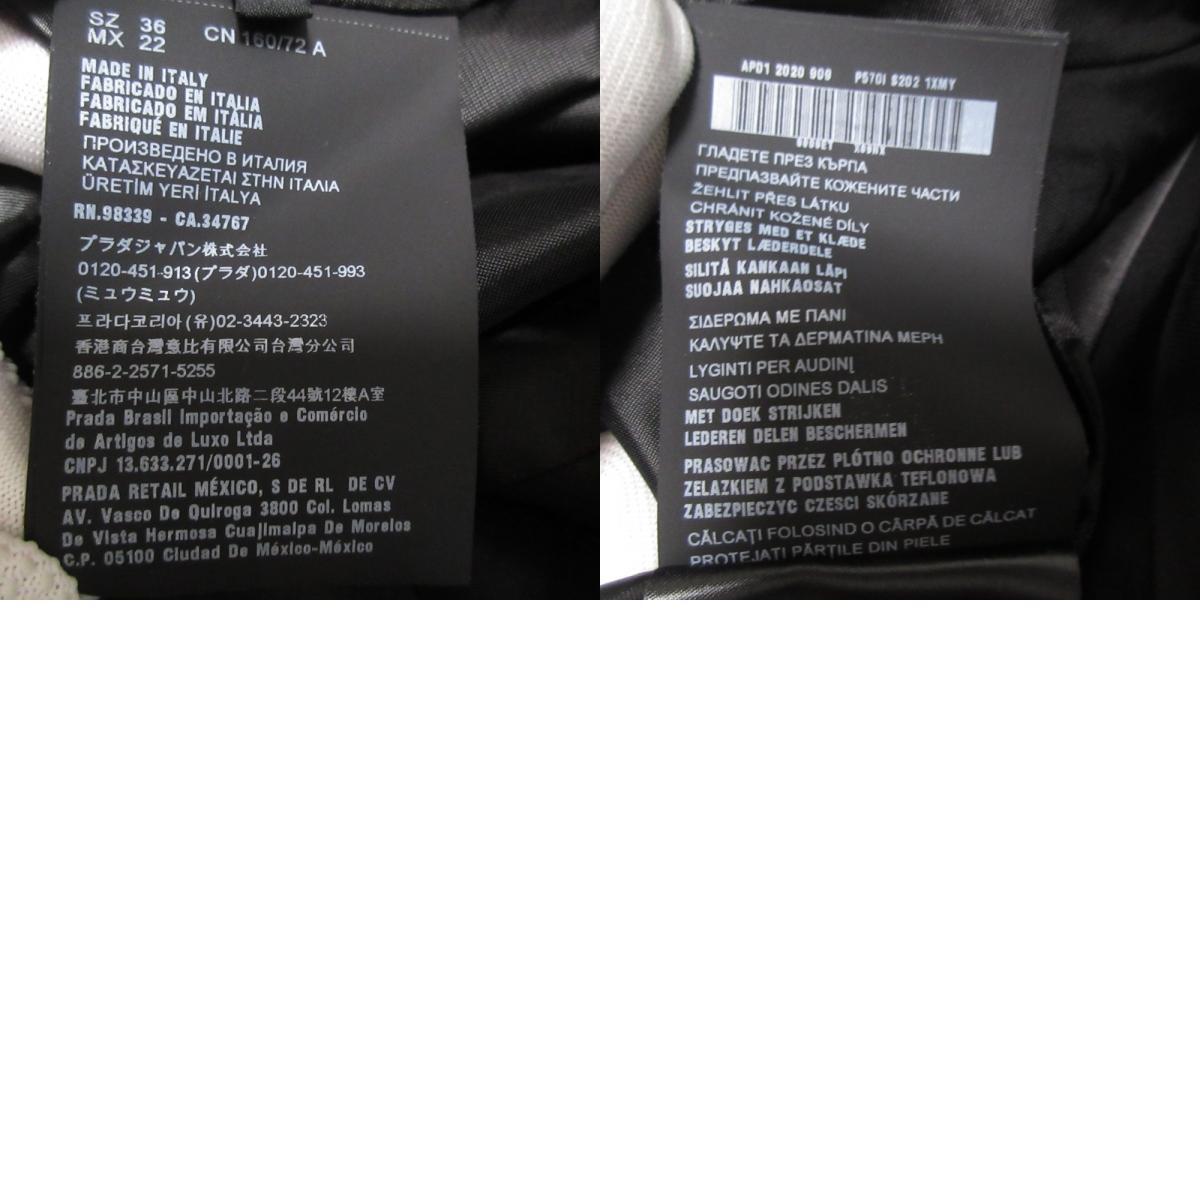 SZ 36
MX 22
CN 160/72 A
MADE IN ITALY
FABRICADO EN ITALIA
FABRICADO EM ITÁLIA
FABRIQUÉ EN ITALIE
ПРОИЗВЕДЕНО В ИТАЛИЯ
ΚΑΤΑΣΚΕΥΑΖΕΤΑΙ ΣΤΗΝ ΙΤΑΛΙΑ
ÜRETİM YERİ İTALYA
RN.98339 - CA.34767
プラダジャパン株式会社
0120-451-913(プラダ)0120-451-993
(ミュウミュウ)
프라다코리아(유)02-3443-2323
香港商台灣意比有限公司台灣分公司
886-2-2571-5255
臺北市中山區中山北路二段44號12樓A室
Prada Brasil Importação e Comércio
de Artigos de Luxo Ltda
CNPJ 13.633.271/0001-26
PRADA RETAIL MÉXICO, S DE RL DE CV
AV. Vasco De Quiroga 3800 Col. Lomas
De Vista Hermosa Cuajimalpa De Morelos
C.P. 05100 Ciudad De México-México
AP01 2020 909 P570I S202 1XMY
ГЛАДЕТЕ ПРЕЗ КЪРПА
ПРЕДПАЗВАЙТЕ КОЖЕНИТЕ ЧАСТИ
ŽEHLIT PŘES LÁTKU
CHRÁNIT KOŽENÉ DÍLY
STRYGES MED ET KLÆDE
BESKYT LÆDERDELE
SILITÄ KANKAAN LÄPI
SUOJAA NAHKAOSAT
ΣΙΔΕΡΩΜΑ ΜΕ ΠΑΝΙ
ΚΑΛΥΨΤΕ ΤΑ ΔΕΡΜΑΤΙΝΑ ΜΕΡΗ
LYGINTI PER AUDINĮ
SAUGOTI ODINES DALIS
MET DOEK STRIJKEN
LEDEREN DELEN BESCHERMEN
PRASOWAC PRZEZ PLÓTNO OCHRONNE LUB
ZELAZKIEM Z PODSTAWKA TEFLONOWA
ZABEZPIECZYC CZESCI SKÓRZANE
CĂLCAŢI FOLOSIND O CÂRPĂ DE CĂLCAT
PROTEJATI PĂRŢILE DIN PIELE